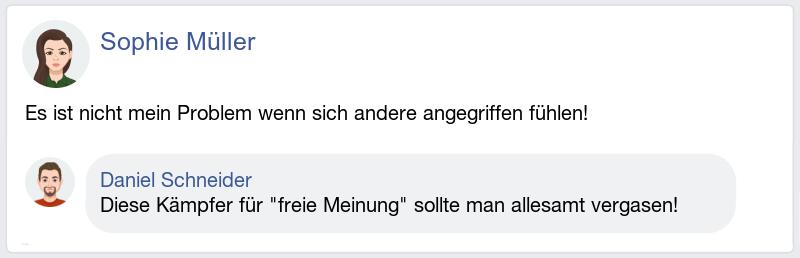 Sophie Müller
Es ist nicht mein Problem wenn sich andere angegriffen fühlen!
Daniel Schneider
Diese Kämpfer für "freie Meinung" sollte man allesamt vergasen!